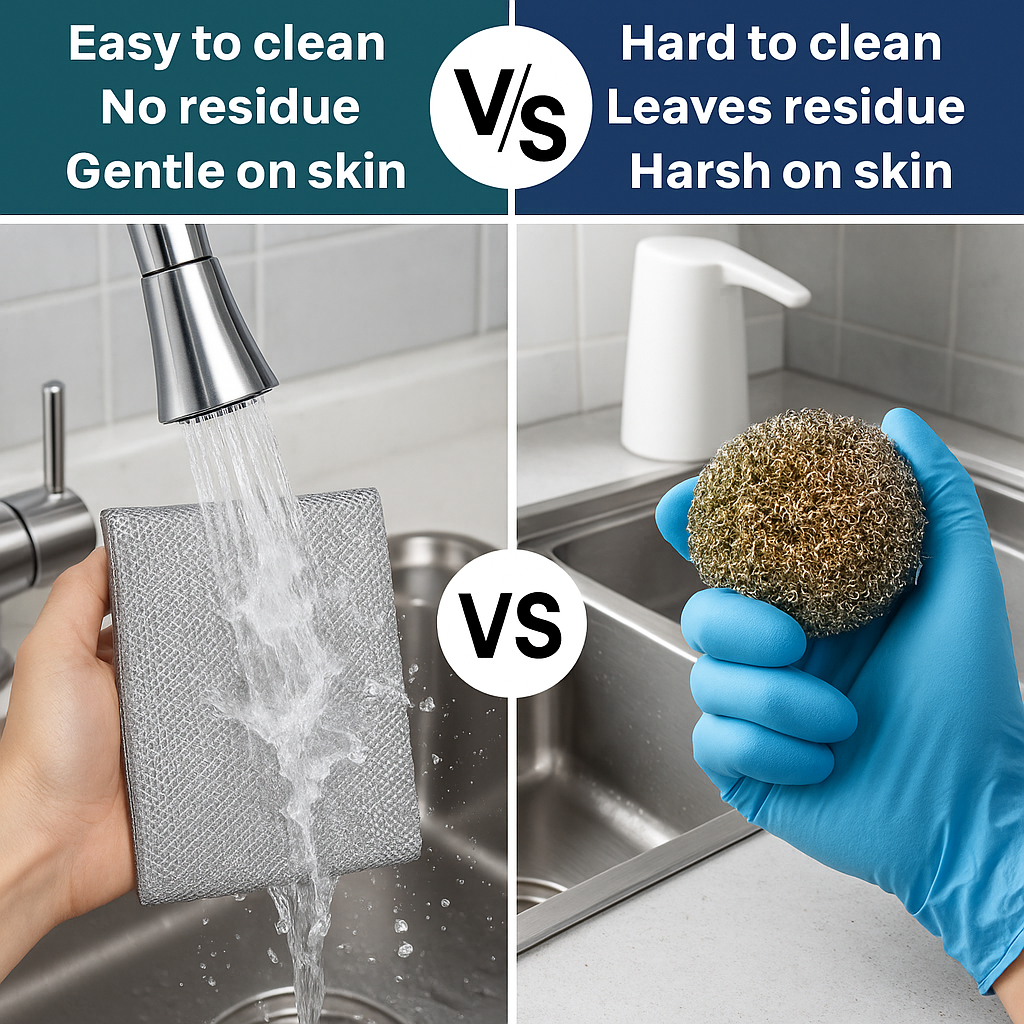 Easy to clean
No residue
Gentle on skin
V/S
Hard to clean
Leaves residue
Harsh on skin
VS